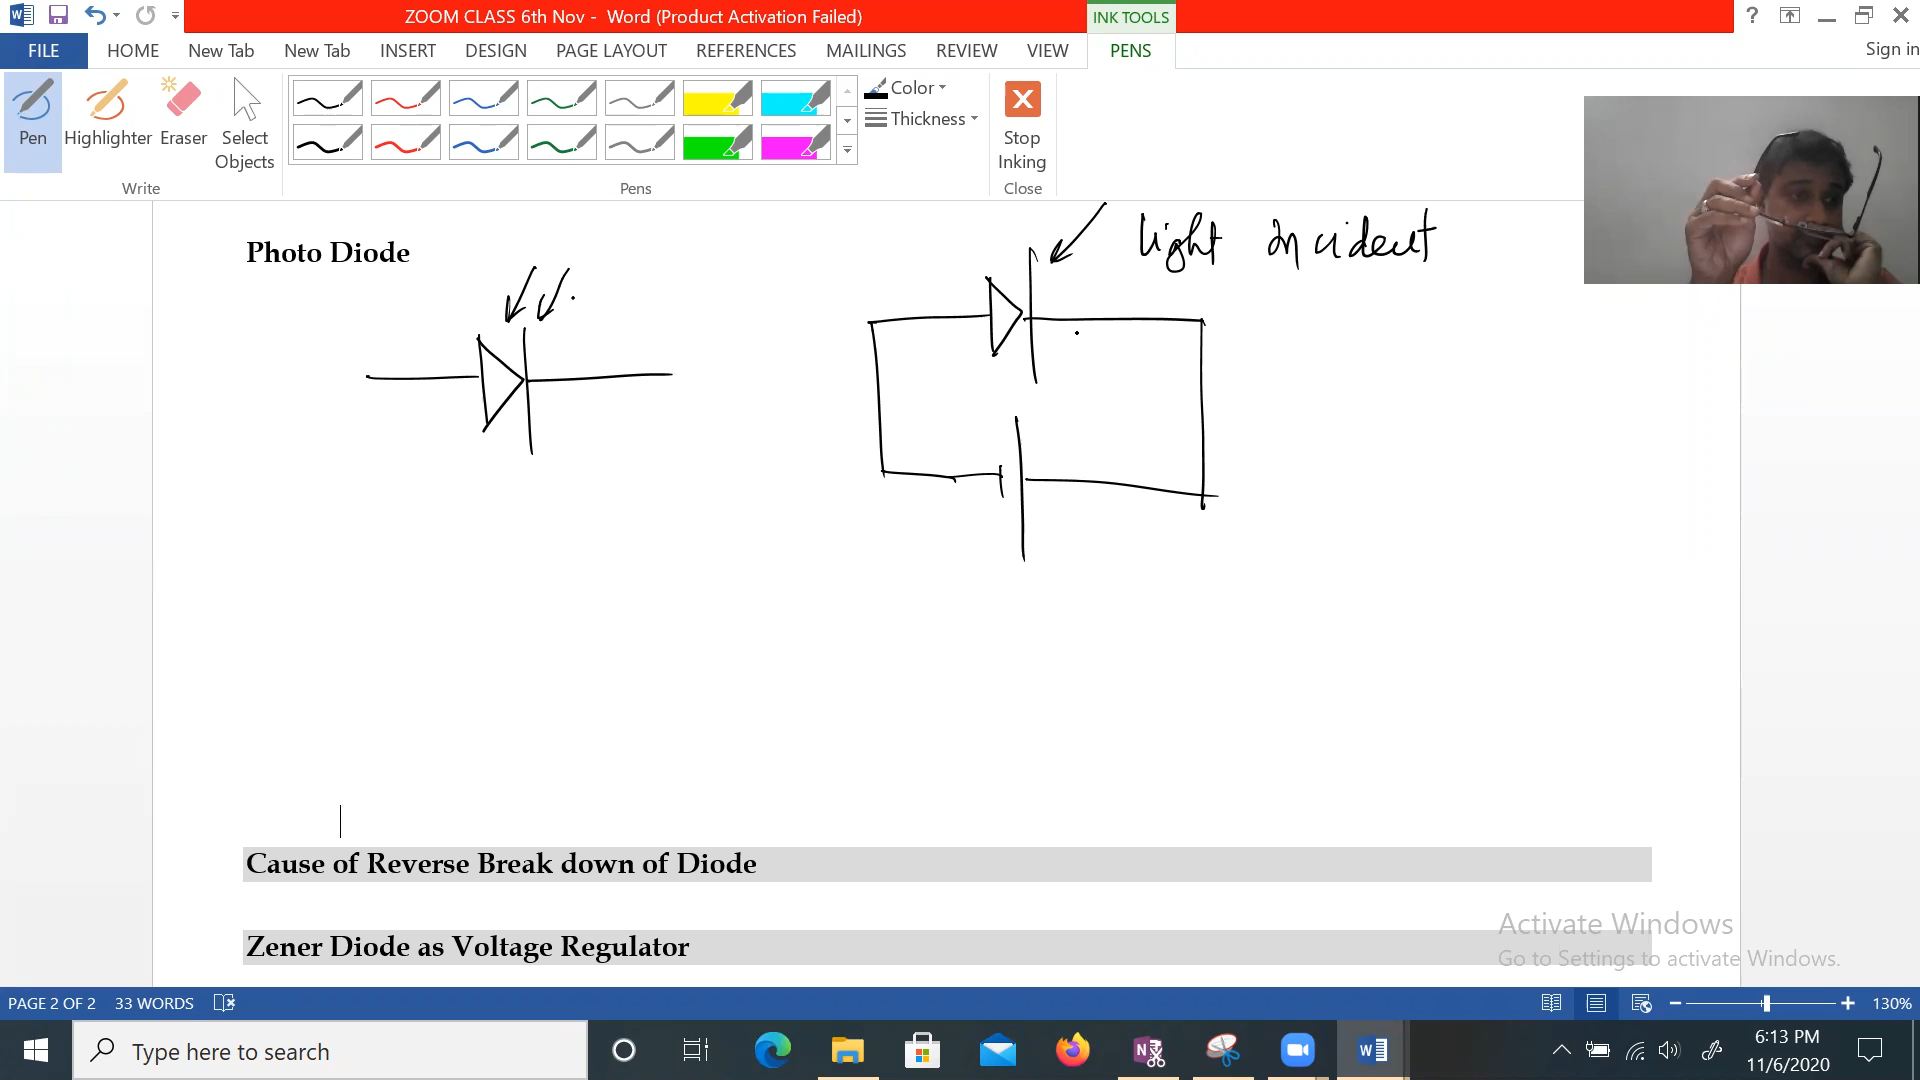 ZOOM CLASS 6th Nov - Word (Product Activation Failed)
INK TOOLS
?
FILE HOME New Tab New Tab INSERT DESIGN PAGE LAYOUT REFERENCES MAILINGS REVIEW VIEW PENS
Sign in
Pen Highlighter Eraser Select Objects
Color
Thickness
Stop Inking
Write Pens Close
light incident
Photo Diode
Cause of Reverse Break down of Diode
Zener Diode as Voltage Regulator
Activate Windows
Go to Settings to activate Windows.
PAGE 2 OF 2 33 WORDS 130%
Type here to search
6:13 PM
11/6/2020